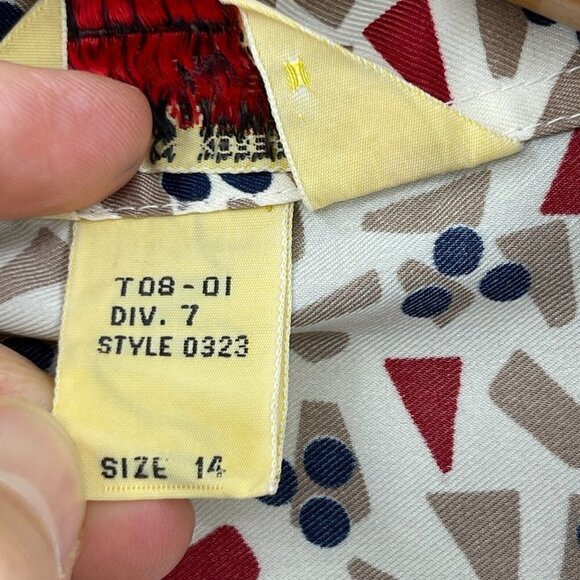 T08-01
DIV. 7
STYLE 0323
SIZE 14